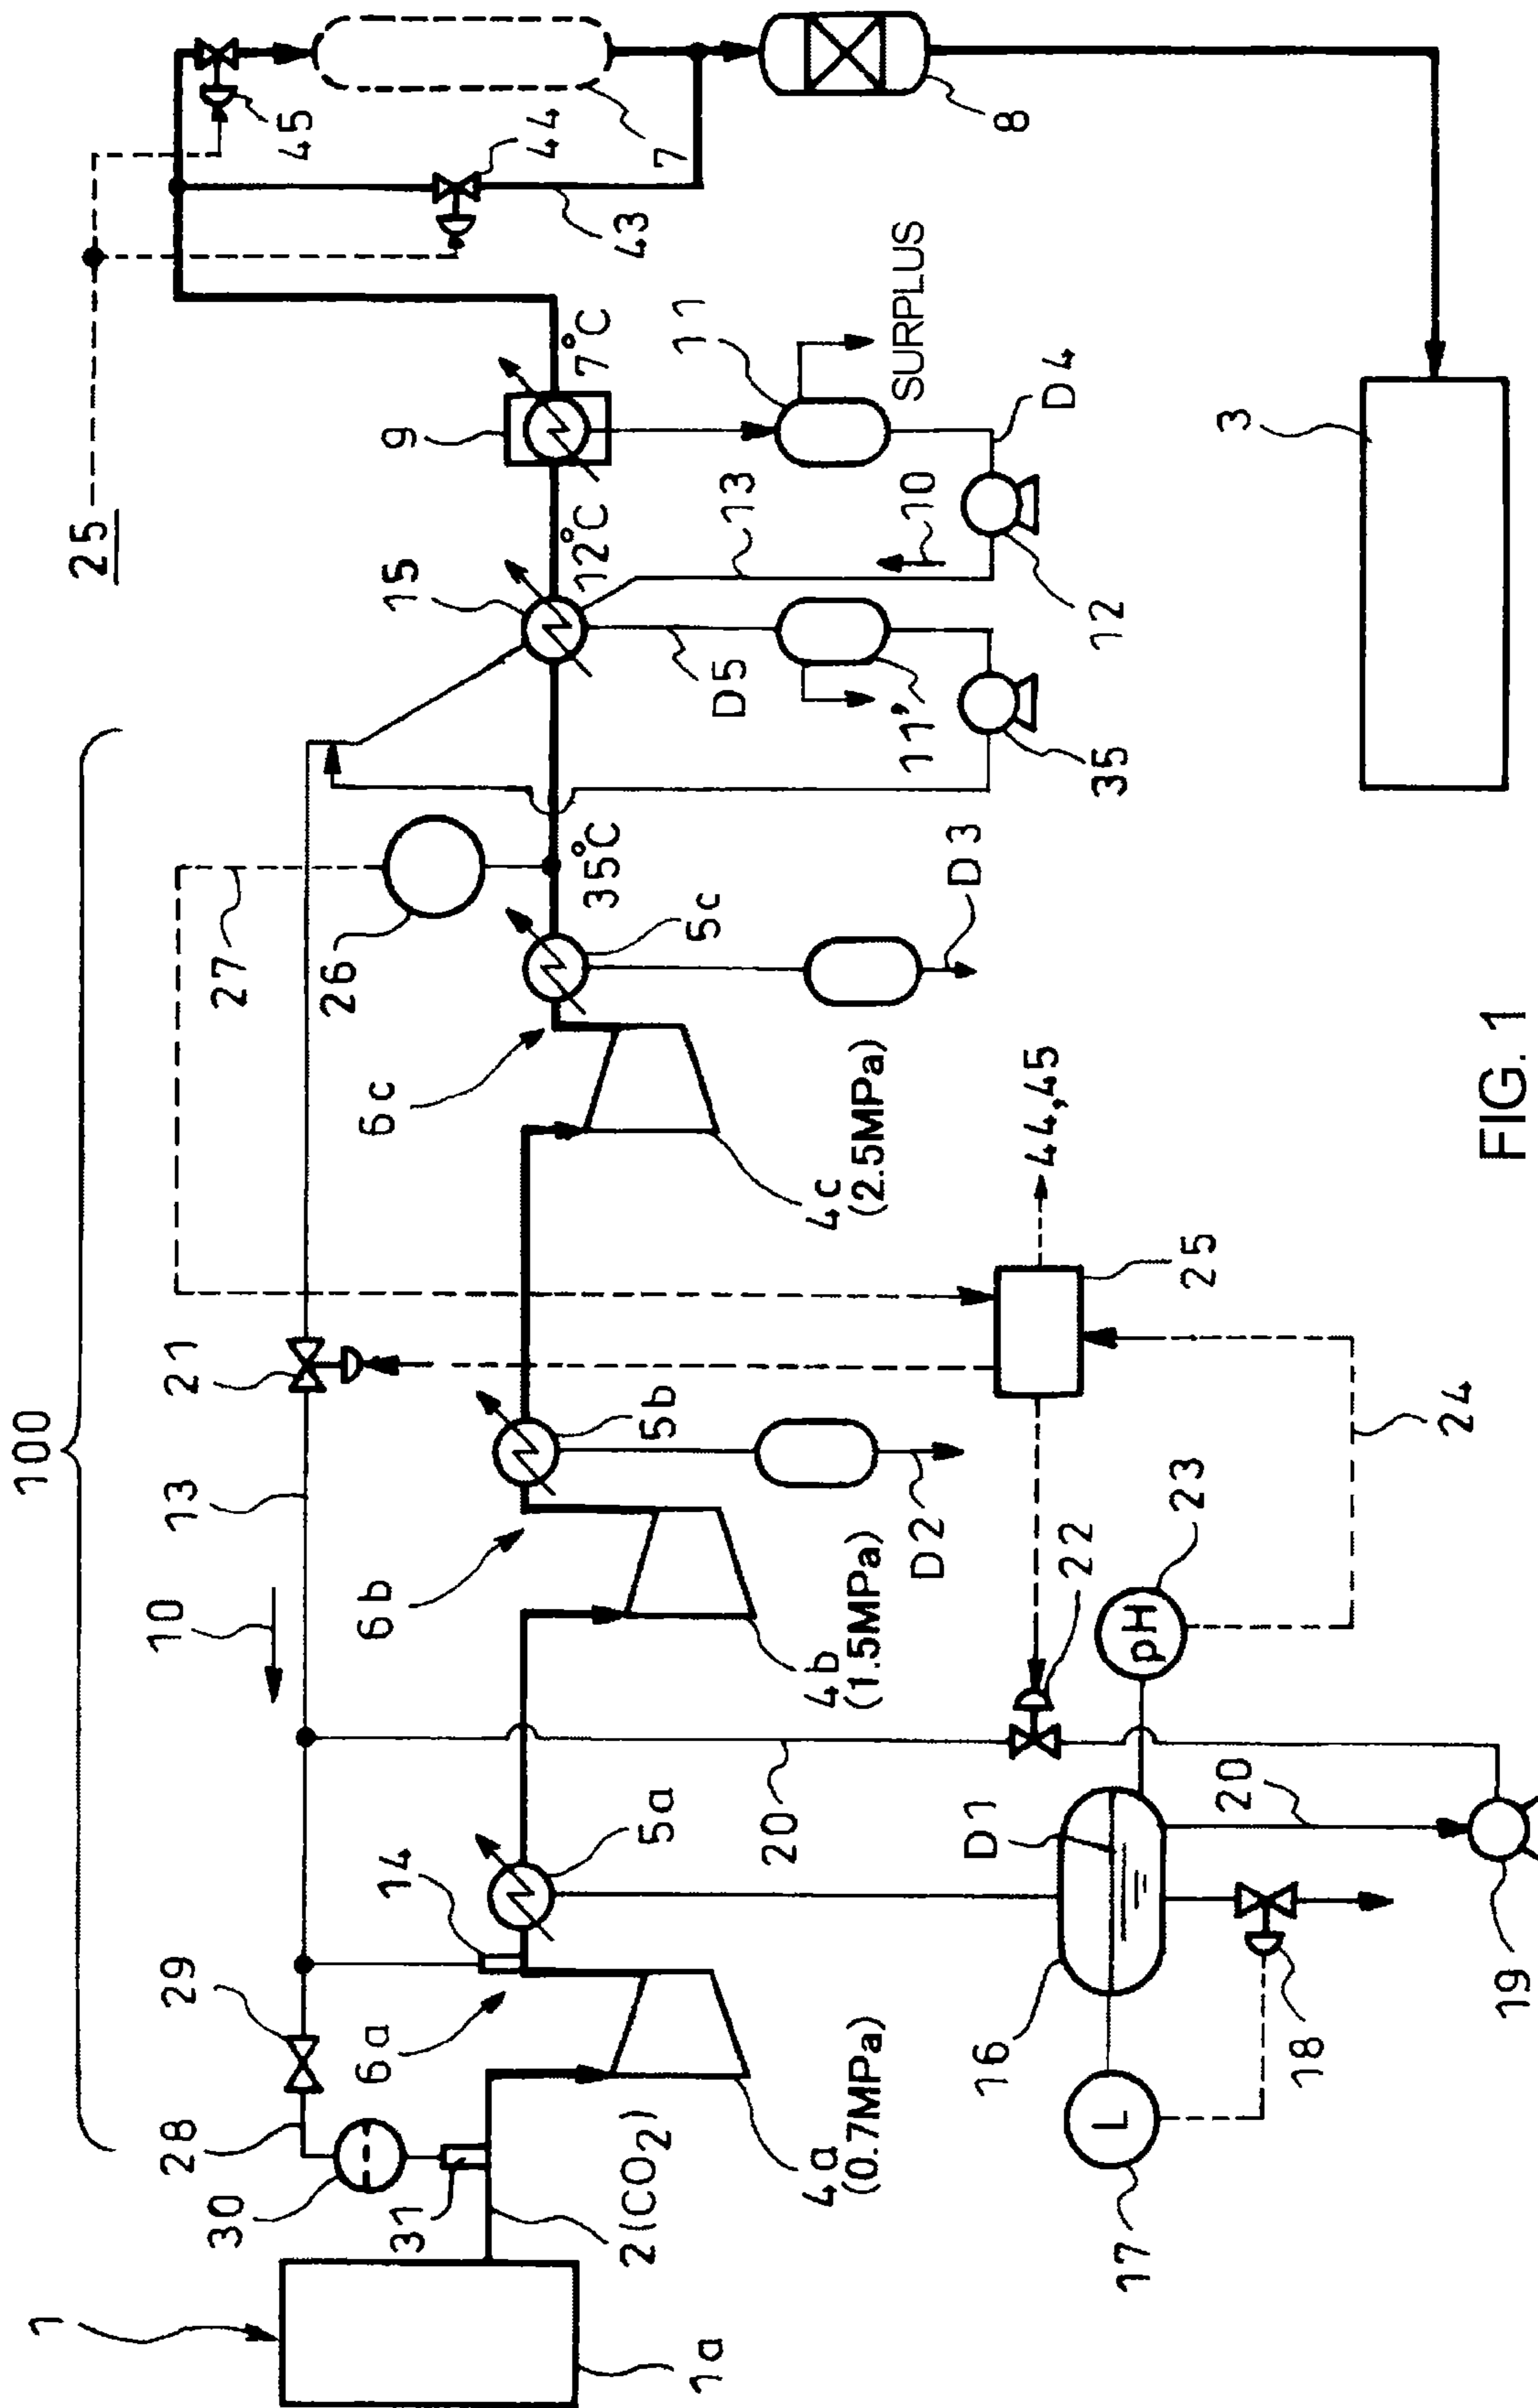 100
25
1
1a
30
28
29
31
2 (CO₂)
6a
4a
(0.7MPa)
14
5a
10
13
21
6b
4b
(1.5MPa)
5b
D2
6c
4c
(2.5MPa)
5c
D3
27
26
35°C
15
12°C
9
7°C
D5
11'
35
13
10
12
11
SURPLUS
D4
45
44
43
7
8
3
25
44,45
24
22
23
pH
20
20
D1
16
17
L
18
19
FIG. 1